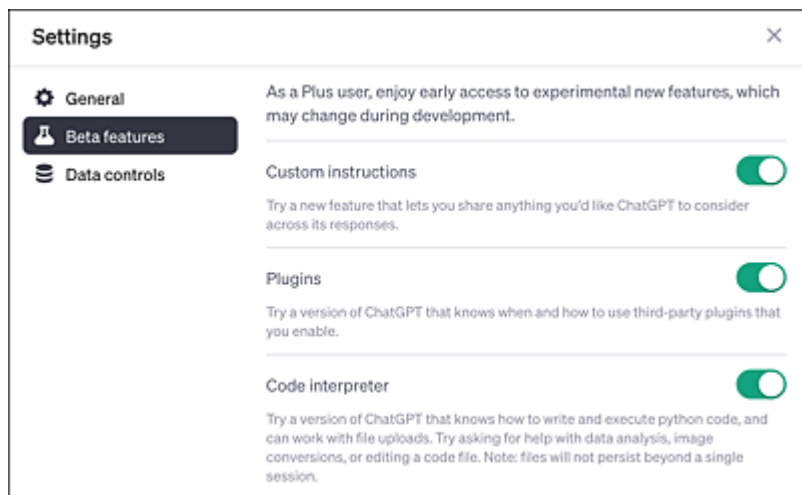 Settings
General
Beta features
Data controls
As a Plus user, enjoy early access to experimental new features, which
may change during development.
Custom instructions
Try a new feature that lets you share anything you'd like ChatGPT to consider
across its responses.
Plugins
Try a version of ChatGPT that knows when and how to use third-party plugins that
you enable.
Code interpreter
Try a version of ChatGPT that knows how to write and execute python code, and
can work with file uploads. Try asking for help with data analysis, image
conversions, or editing a code file. Note: files will not persist beyond a single
session.